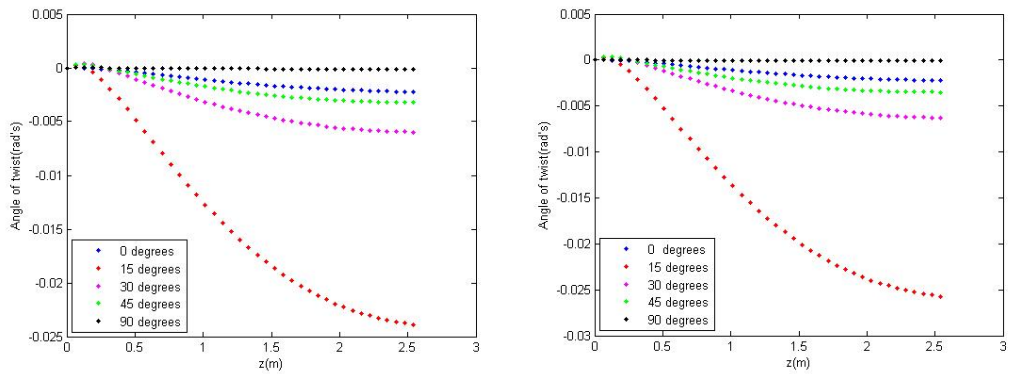 0.005
0
-0.005
-0.01
-0.015
-0.02
-0.025
Angle of twist(rad's)
0 degrees
15 degrees
30 degrees
45 degrees
90 degrees
0 0.5 1 1.5 2 2.5 3
z(m)
0.005
0
-0.005
-0.01
-0.015
-0.02
-0.025
-0.03
Angle of twist(rad's)
0 degrees
15 degrees
30 degrees
45 degrees
90 degrees
0 0.5 1 1.5 2 2.5 3
z(m)